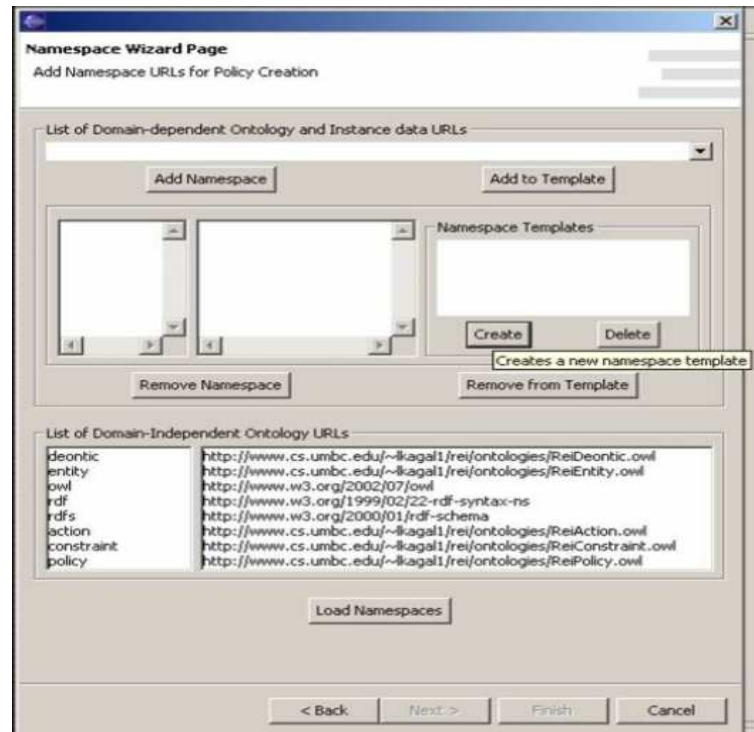 Namespace Wizard Page
Add Namespace URLs for Policy Creation
List of Domain-dependent Ontology and Instance data URLs
Add Namespace
Add to Template
Namespace Templates
Create
Delete
Creates a new namespace template
Remove Namespace
Remove from Template
List of Domain-Independent Ontology URLs
deontic http://www.cs.umbc.edu/~lkagal1/rei/ontologies/ReiDeontic.owl
entity http://www.cs.umbc.edu/~lkagal1/rei/ontologies/ReiEntity.owl
owl http://www.w3.org/2002/07/owl
rdf http://www.w3.org/1999/02/22-rdf-syntax-ns
rdfs http://www.w3.org/2000/01/rdf-schema
action http://www.cs.umbc.edu/~lkagal1/rei/ontologies/ReiAction.owl
constraint http://www.cs.umbc.edu/~lkagal1/rei/ontologies/ReiConstraint.owl
policy http://www.cs.umbc.edu/~lkagal1/rei/ontologies/ReiPolicy.owl
Load Namespaces
< Back
Next >
Finish
Cancel